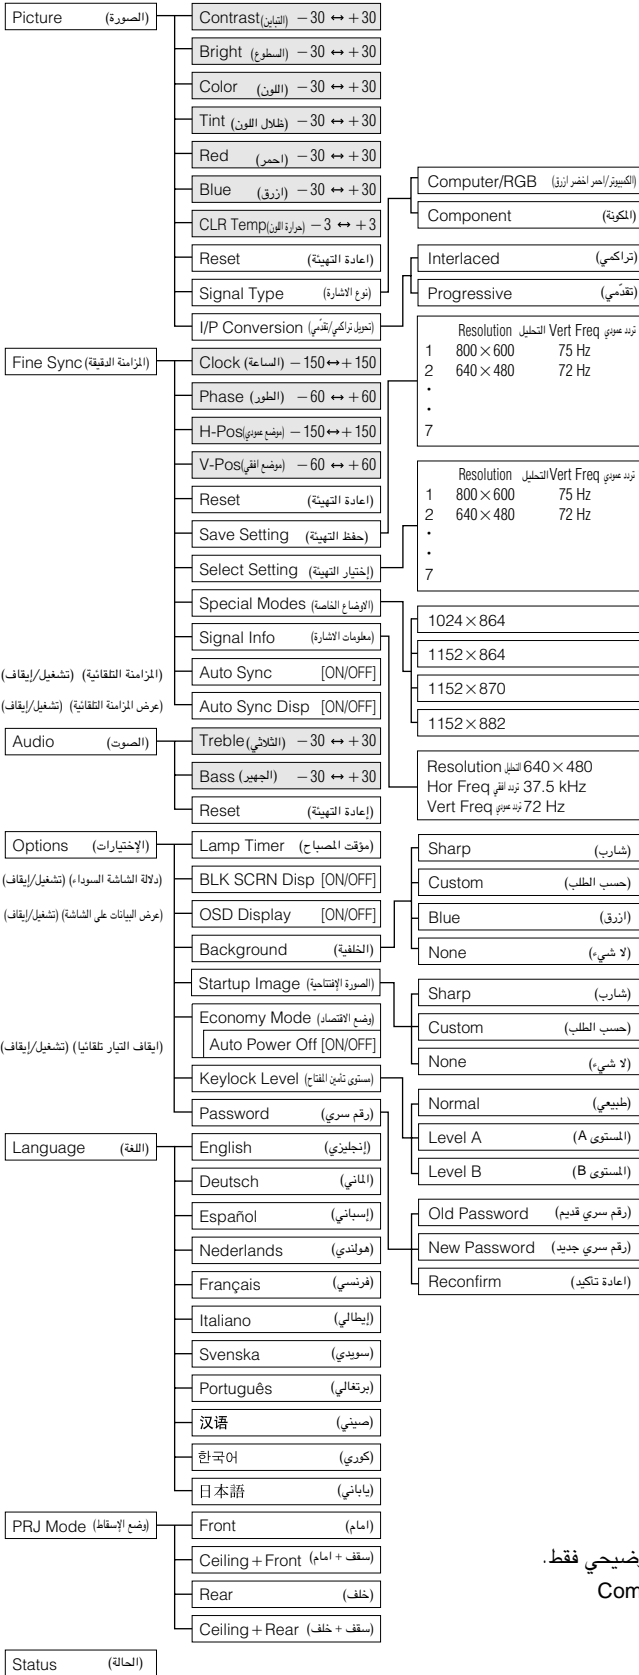 Picture (الصورة)
Contrast (التباين) −30 ↔ +30
Bright (السطوع) −30 ↔ +30
Color (اللون) −30 ↔ +30
Tint (ظلال اللون) −30 ↔ +30
Red (احمر) −30 ↔ +30
Blue (ازرق) −30 ↔ +30
CLR Temp (حرارة اللون) −3 ↔ +3
Reset (اعادة التهيئة)
Signal Type (نوع الاشارة)
Computer/RGB (الكمبيوتر/احمر اخضر ازرق)
Component (المكونة)
I/P Conversion (تحويل تراكمي/تقدّمي)
Interlaced (تراكمي)
Progressive (تقدّمي)
Fine Sync (المزامنة الدقيقة)
Clock (الساعة) −150 ↔ +150
Phase (الطور) −60 ↔ +60
H-Pos (موضع عمودي) −150 ↔ +150
V-Pos (موضع افقي) −60 ↔ +60
Reset (اعادة التهيئة)
Save Setting (حفظ التهيئة)
Resolution التحليل Vert Freq تردد عمودي
1 800×600 75 Hz
2 640×480 72 Hz
•
•
7
Select Setting (إختيار التهيئة)
Resolution التحليل Vert Freq تردد عمودي
1 800×600 75 Hz
2 640×480 72 Hz
•
•
7
Special Modes (الاوضاع الخاصة)
1024×864
1152×864
1152×870
1152×882
Signal Info (معلومات الاشارة)
Resolution التحليل 640×480
Hor Freq تردد افقي 37.5 kHz
Vert Freq تردد عمودي 72 Hz
Auto Sync [ON/OFF]
(المزامنة التلقائية) (تشغيل/إيقاف)
Auto Sync Disp [ON/OFF]
(عرض المزامنة التلقائية) (تشغيل/إيقاف)
Audio (الصوت)
Treble (الثلاثي) −30 ↔ +30
Bass (الجهير) −30 ↔ +30
Reset (إعادة التهيئة)
Options (الإختيارات)
Lamp Timer (مؤقت المصباح)
BLK SCRN Disp [ON/OFF]
(دلالة الشاشة السوداء) (تشغيل/إيقاف)
OSD Display [ON/OFF]
(عرض البيانات على الشاشة) (تشغيل/إيقاف)
Background (الخلفية)
Sharp (شارب)
Custom (حسب الطلب)
Blue (ازرق)
None (لا شيء)
Startup Image (الصورة الإفتتاحية)
Sharp (شارب)
Custom (حسب الطلب)
None (لا شيء)
Economy Mode (وضع الاقتصاد)
Auto Power Off [ON/OFF]
(ايقاف التيار تلقائيا) (تشغيل/إيقاف)
Keylock Level (مستوى تامين المفتاح)
Normal (طبيعي)
Level A (المستوى A)
Level B (المستوى B)
Password (رقم سري)
Old Password (رقم سري قديم)
New Password (رقم سري جديد)
Reconfirm (اعادة تاكيد)
Language (اللغة)
English (إنجليزي)
Deutsch (الماني)
Español (إسباني)
Nederlands (هولندي)
Français (فرنسي)
Italiano (إيطالي)
Svenska (سويدي)
Português (برتغالي)
汉语 (صيني)
한국어 (كوري)
日本語 (ياباني)
PRJ Mode (وضع الإسقاط)
Front (امام)
Ceiling+Front (سقف + امام)
Rear (خلف)
Ceiling+Rear (سقف + خلف)
Status (الحالة)
ضيحي فقط.
Com